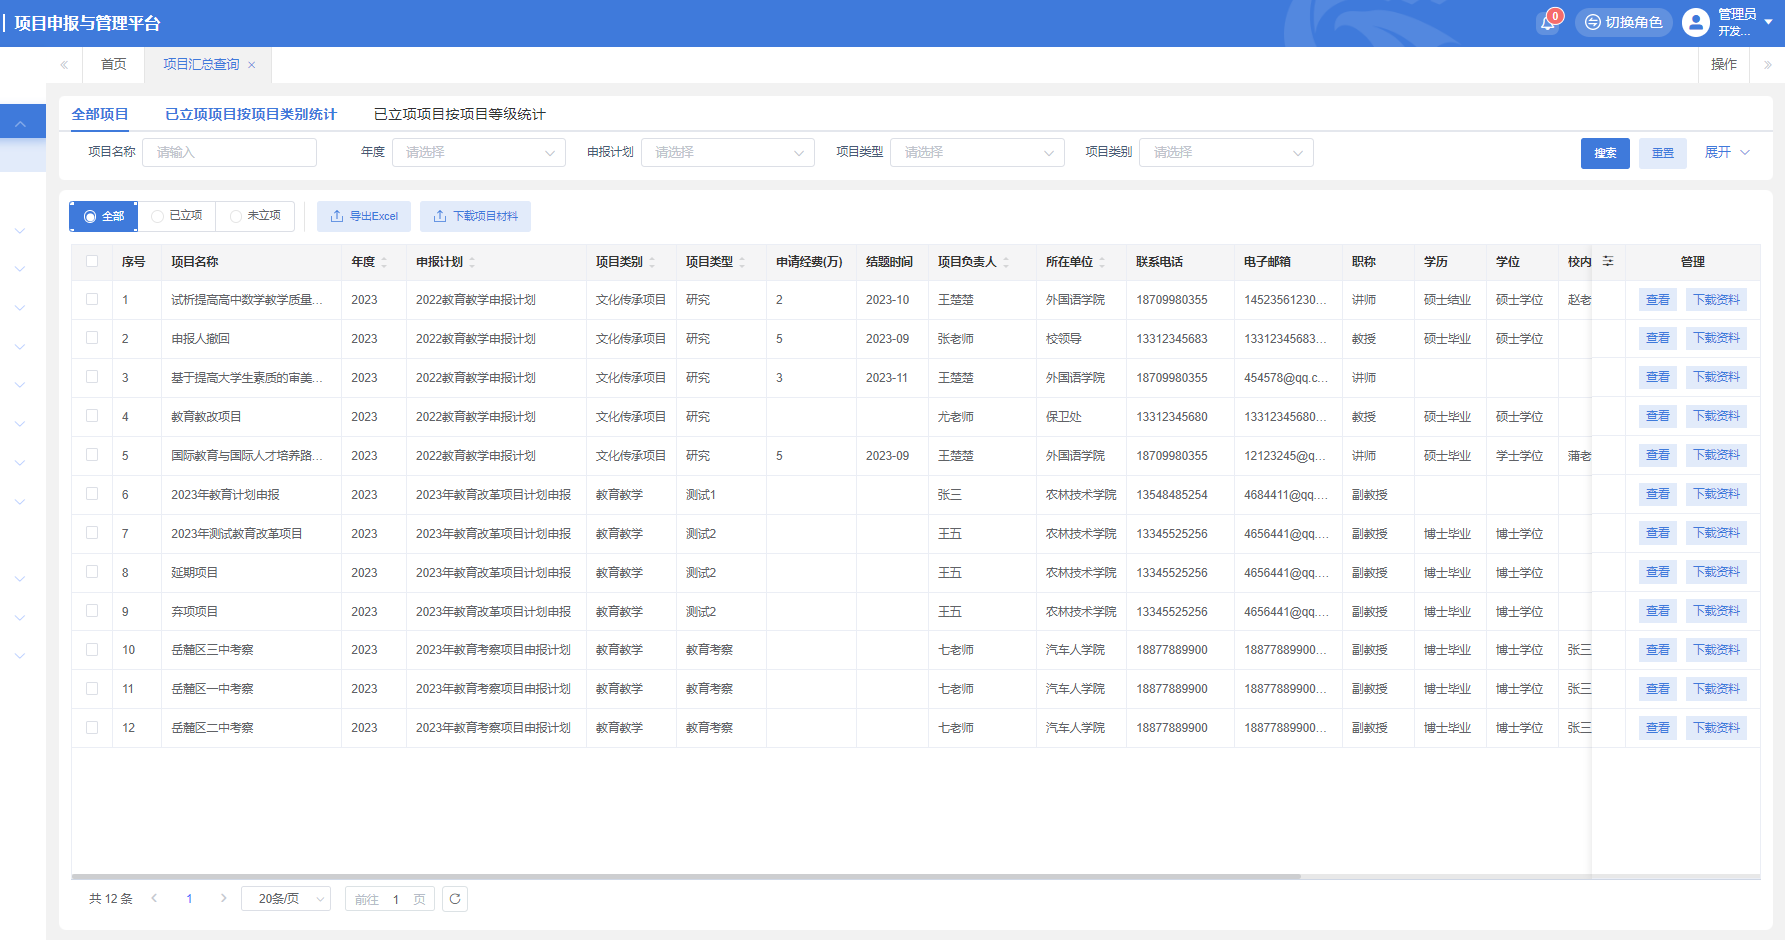 项目申报与管理平台
0
切换角色
管理员
开发...
首页
项目汇总查询
操作
全部项目 已立项项目按项目类别统计 已立项项目按项目等级统计
项目名称 请输入 年度 请选择 申报计划 请选择 项目类型 请选择 项目类别 请选择 搜索 重置 展开
全部 已立项 未立项 导出Excel 下载项目材料
序号 项目名称 年度 申报计划 项目类别 项目类型 申请经费(万) 结题时间 项目负责人 所在单位 联系电话 电子邮箱 职称 学历 学位 校内 管理
1 试析提高高中数学教学质量... 2023 2022教育教学申报计划 文化传承项目 研究 2 2023-10 王楚楚 外国语学院 18709980355 14523561230... 讲师 硕士结业 硕士学位 赵老 查看 下载资料
2 申报人撤回 2023 2022教育教学申报计划 文化传承项目 研究 5 2023-09 张老师 校领导 13312345683 13312345683... 教授 硕士毕业 硕士学位 查看 下载资料
3 基于提高大学生素质的审美... 2023 2022教育教学申报计划 文化传承项目 研究 3 2023-11 王楚楚 外国语学院 18709980355 454578@qq.c... 讲师 查看 下载资料
4 教育教改项目 2023 2022教育教学申报计划 文化传承项目 研究 尤老师 保卫处 13312345680 13312345680... 教授 硕士毕业 硕士学位 查看 下载资料
5 国际教育与国际人才培养路... 2023 2022教育教学申报计划 文化传承项目 研究 5 2023-09 王楚楚 外国语学院 18709980355 12123245@q... 讲师 硕士毕业 学士学位 蒲老 查看 下载资料
6 2023年教育计划申报 2023 2023年教育改革项目计划申报 教育教学 测试1 张三 农林技术学院 13548485254 4684411@qq.... 副教授 查看 下载资料
7 2023年测试教育改革项目 2023 2023年教育改革项目计划申报 教育教学 测试2 王五 农林技术学院 13345525256 4656441@qq.... 副教授 博士毕业 博士学位 查看 下载资料
8 延期项目 2023 2023年教育改革项目计划申报 教育教学 测试2 王五 农林技术学院 13345525256 4656441@qq.... 副教授 博士毕业 博士学位 查看 下载资料
9 弃项项目 2023 2023年教育改革项目计划申报 教育教学 测试2 王五 农林技术学院 13345525256 4656441@qq.... 副教授 博士毕业 博士学位 查看 下载资料
10 岳麓区三中考察 2023 2023年教育考察项目申报计划 教育教学 教育考察 七老师 汽车人学院 18877889900 18877889900... 副教授 博士毕业 博士学位 张三 查看 下载资料
11 岳麓区一中考察 2023 2023年教育考察项目申报计划 教育教学 教育考察 七老师 汽车人学院 18877889900 18877889900... 副教授 博士毕业 博士学位 张三 查看 下载资料
12 岳麓区二中考察 2023 2023年教育考察项目申报计划 教育教学 教育考察 七老师 汽车人学院 18877889900 18877889900... 副教授 博士毕业 博士学位 张三 查看 下载资料
共 12 条 1 20条/页 前往 1 页